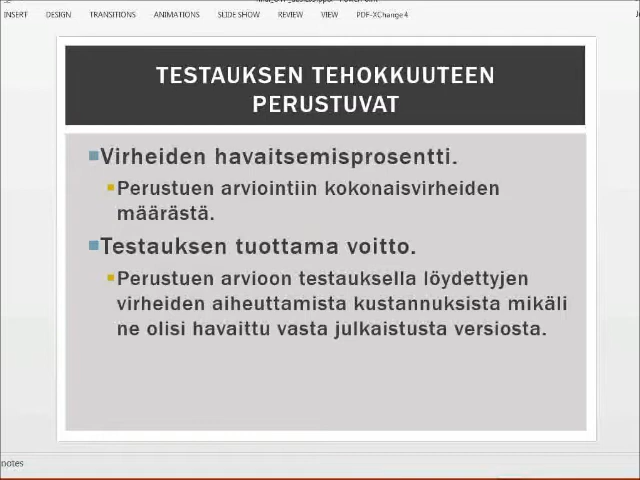 INSERT DESIGN TRANSITIONS ANIMATIONS SLIDE SHOW REVIEW VIEW PDF-XChange 4
TESTAUKSEN TEHOKKUUTEEN
PERUSTUVAT
Virheiden havaitsemisprosentti.
Perustuen arviointiin kokonaisvirheiden
määrästä.
Testauksen tuottama voitto.
Perustuen arvioon testauksella löydettyjen
virheiden aiheuttamista kustannuksista mikäli
ne olisi havaittu vasta julkaistusta versiosta.
notes